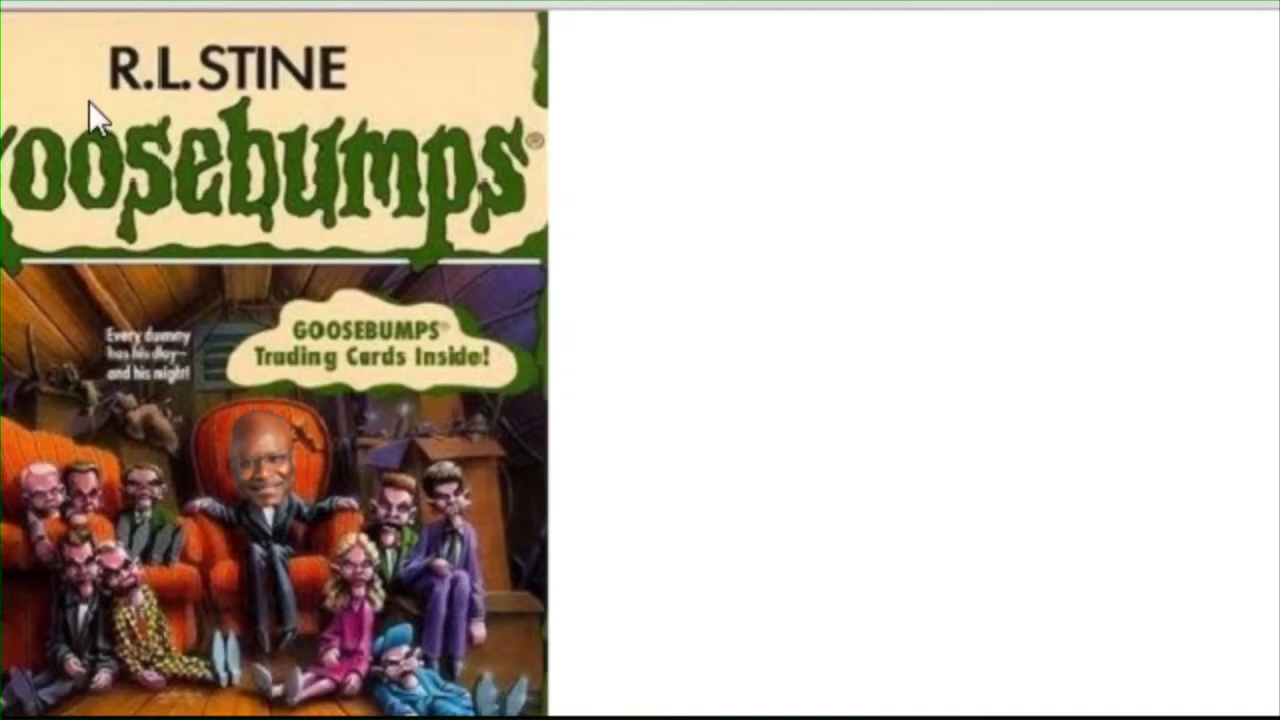 R.L. STINE
oosebumps®
Every dummy
has his day—
and his night!
GOOSEBUMPS®
Trading Cards Inside!